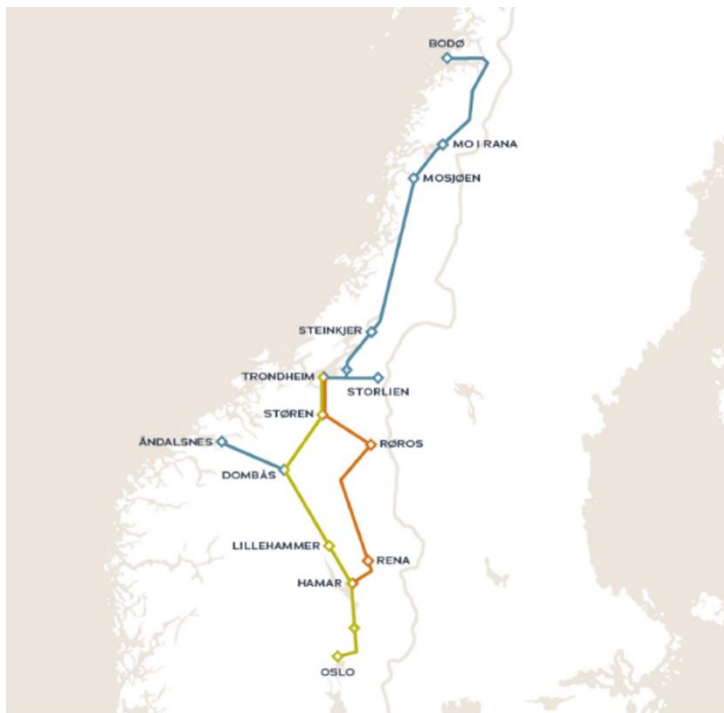 BODØ
MO I RANA
MOSJØEN
STEINKJER
TRONDHEIM
STORLIEN
STØREN
ÅNDALSNES
RØROS
DOMBÅS
LILLEHAMMER
RENA
HAMAR
OSLO